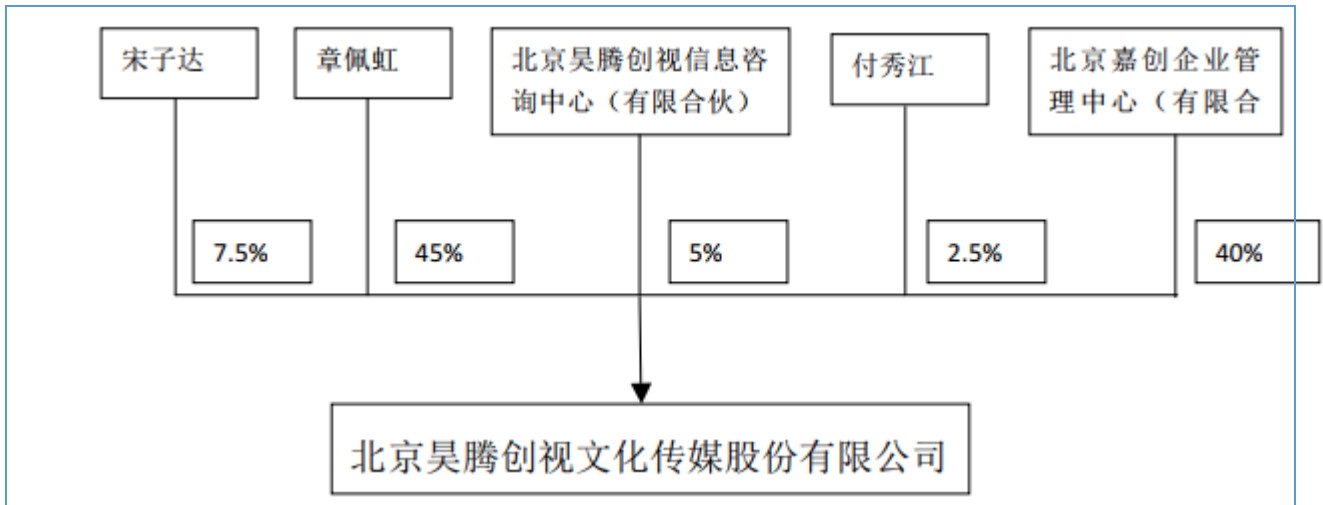 宋子达
章佩虹
北京昊腾创视信息咨
询中心（有限合伙）
付秀江
北京嘉创企业管
理中心（有限合
7.5%
45%
5%
2.5%
40%
北京昊腾创视文化传媒股份有限公司